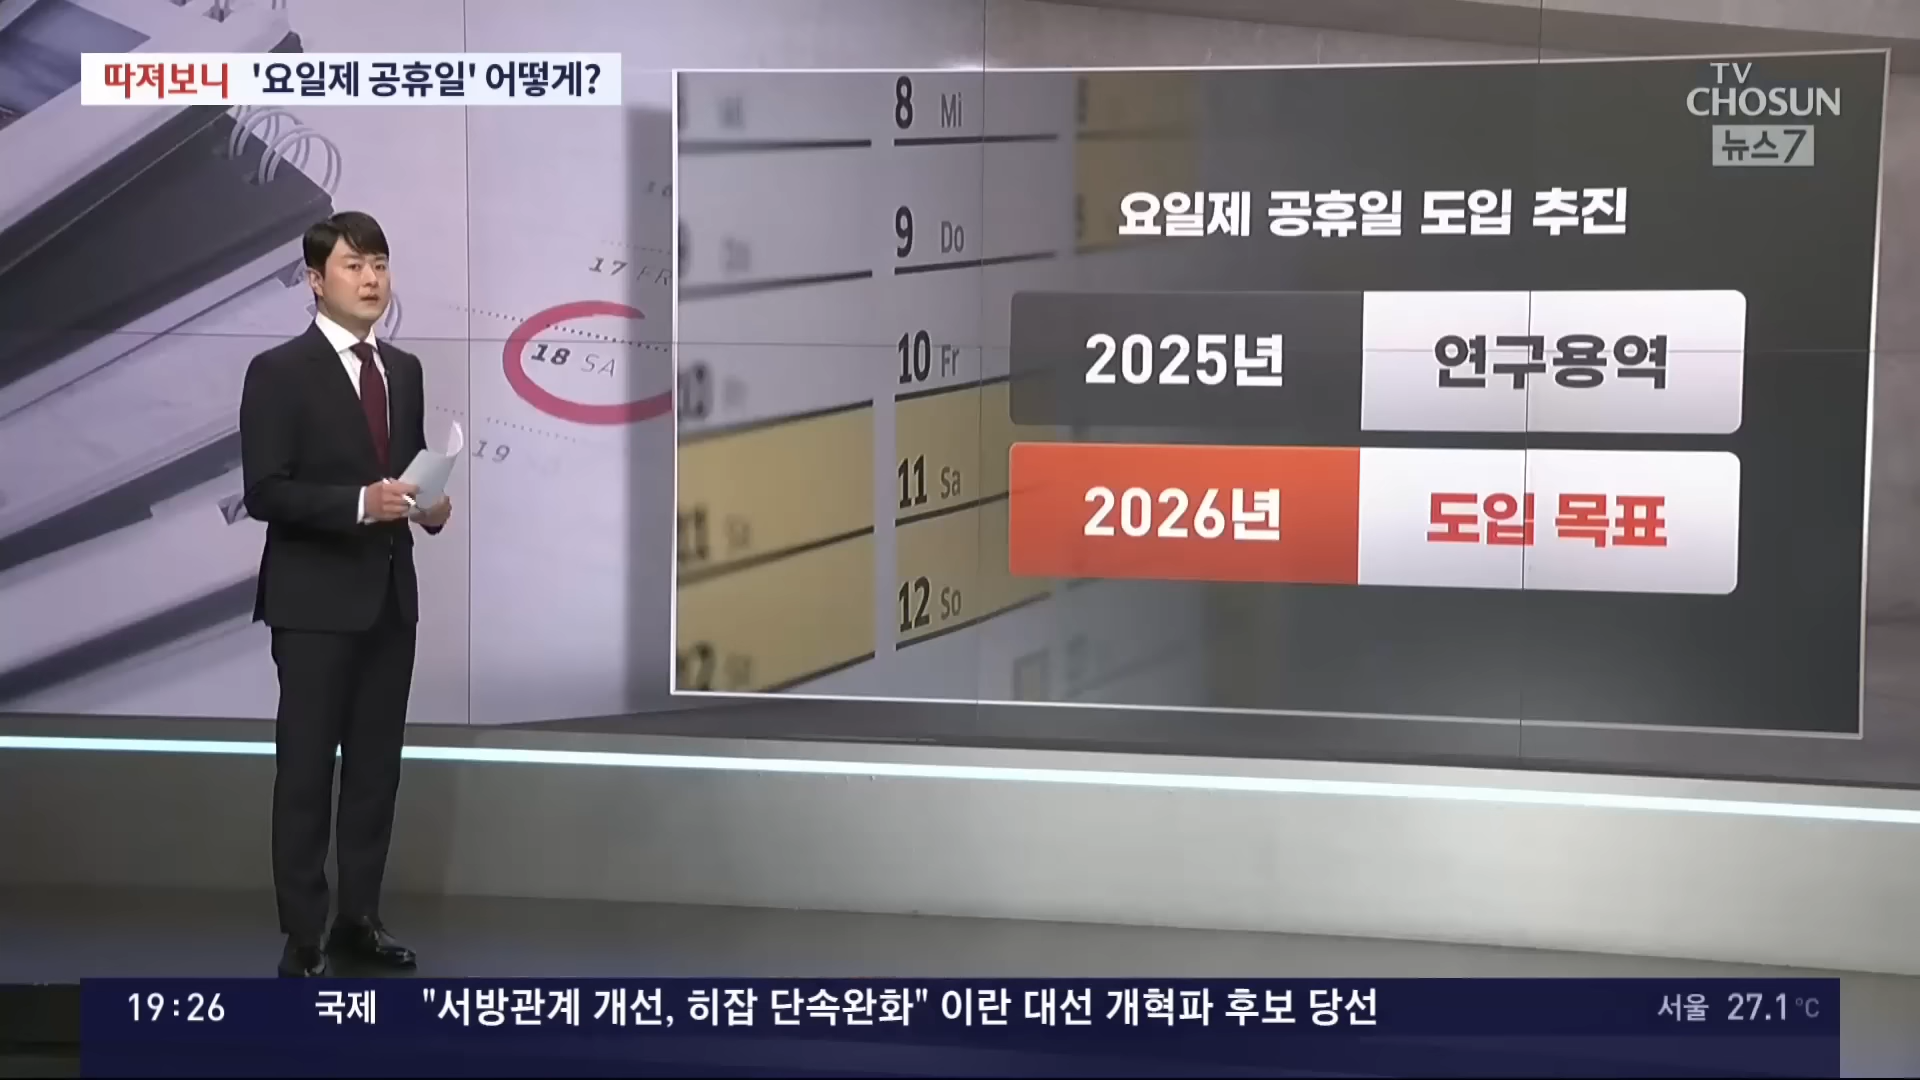 따져보니 '요일제 공휴일' 어떻게?
TV
CHOSUN
뉴스7
요일제 공휴일 도입 추진
2025년 연구용역
2026년 도입 목표
8 Mi
9 Do
10 Fr
11 Sa
12 So
17 FR
18 SA
19
19:26 국제 "서방관계 개선, 히잡 단속완화" 이란 대선 개혁파 후보 당선 서울 27.1°C